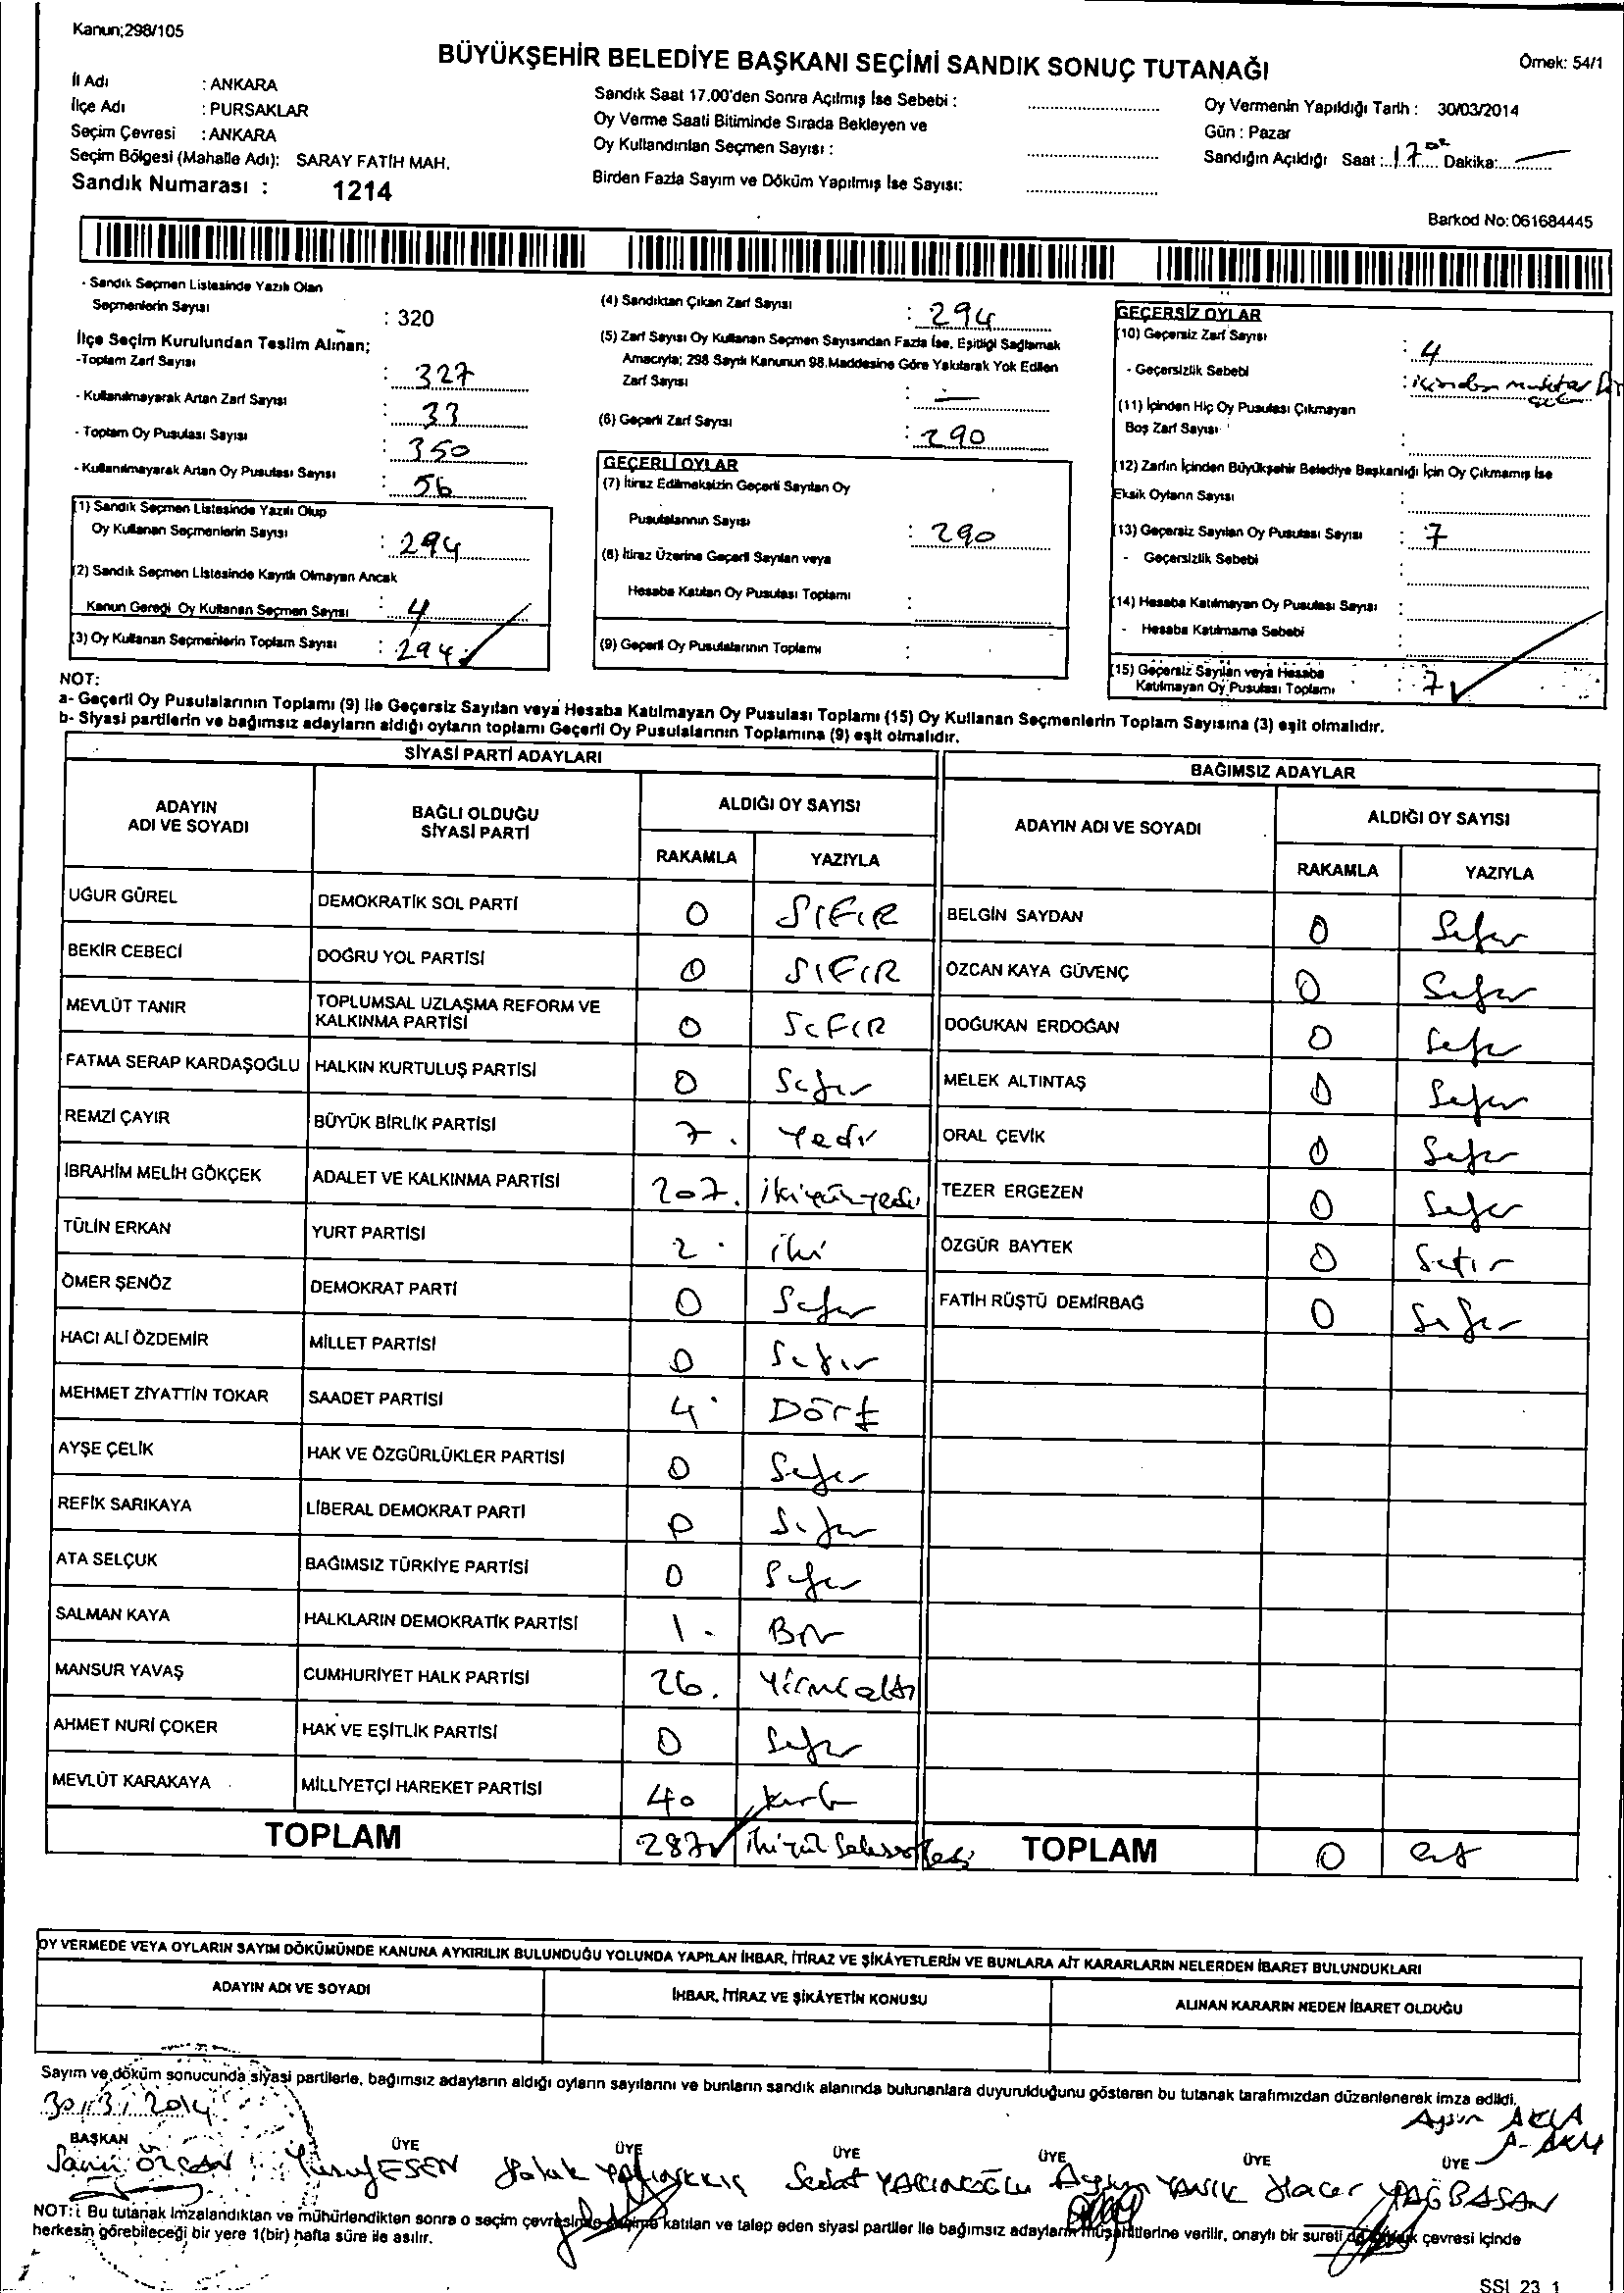 Kanun;298/105
BÜYÜKŞEHİR BELEDİYE BAŞKANI SEÇİMİ SANDIK SONUÇ TUTANAĞI
Örnek: 54/1
İl Adı : ANKARA
İlçe Adı : PURSAKLAR
Seçim Çevresi : ANKARA
Seçim Bölgesi (Mahalle Adı): SARAY FATİH MAH.
Sandık Numarası : 1214
Sandık Saat 17.00'den Sonra Açılmış İse Sebebi :
Oy Verme Saati Bitiminde Sırada Bekleyen ve
Oy Kullandırılan Seçmen Sayısı :
Birden Fazla Sayım ve Döküm Yapılmış İse Sayısı:
Oy Vermenin Yapıldığı Tarih : 30/03/2014
Gün : Pazar
Sandığın Açıldığı Saat : 17 00 Dakika: —
Barkod No: 061684445
- Sandık Seçmen Listesinde Yazılı Olan
Seçmenlerin Sayısı : 320
İlçe Seçim Kurulundan Teslim Alınan;
-Toplam Zarf Sayısı : 327
- Kullanılmayarak Artan Zarf Sayısı : 33
- Toplam Oy Pusulası Sayısı : 350
- Kullanılmayarak Artan Oy Pusulası Sayısı : 56
(1) Sandık Seçmen Listesinde Yazılı Olup
Oy Kullanan Seçmenlerin Sayısı : 294
(2) Sandık Seçmen Listesinde Kayıtlı Olmayan Ancak
Kanun Gereği Oy Kullanan Seçmen Sayısı : 4
(3) Oy Kullanan Seçmenlerin Toplam Sayısı : 294
(4) Sandıktan Çıkan Zarf Sayısı : 294
(5) Zarf Sayısı Oy Kullanan Seçmen Sayısından Fazla İse, Eşitliği Sağlamak
Amacıyla; 298 Sayılı Kanunun 98.Maddesine Göre Yakılarak Yok Edilen
Zarf Sayısı : —
(6) Geçerli Zarf Sayısı : 290
GEÇERLİ OYLAR
(7) İtiraz Edilmeksizin Geçerli Sayılan Oy
Pusulalarının Sayısı : 290
(8) İtiraz Üzerine Geçerli Sayılan veya
Hesaba Katılan Oy Pusulası Toplamı :
(9) Geçerli Oy Pusulalarının Toplamı :
GEÇERSİZ OYLAR
(10) Geçersiz Zarf Sayısı : 4
- Geçersizlik Sebebi : içinden muhtar
(11) İçinden Hiç Oy Pusulası Çıkmayan
Boş Zarf Sayısı :
(12) Zarfın İçinden Büyükşehir Belediye Başkanlığı İçin Oy Çıkmamış İse
Eksik Oyların Sayısı :
(13) Geçersiz Sayılan Oy Pusulası Sayısı : 7
- Geçersizlik Sebebi :
(14) Hesaba Katılmayan Oy Pusulası Sayısı :
- Hesaba Katılmama Sebebi :
(15) Geçersiz Sayılan veya Hesaba
Katılmayan Oy Pusulası Toplamı : 7
NOT:
a- Geçerli Oy Pusulalarının Toplamı (9) ile Geçersiz Sayılan veya Hesaba Katılmayan Oy Pusulası Toplamı (15) Oy Kullanan Seçmenlerin Toplam Sayısına (3) eşit olmalıdır.
b- Siyasi partilerin ve bağımsız adayların aldığı oyların toplamı Geçerli Oy Pusulalarının Toplamına (9) eşit olmalıdır.
SİYASİ PARTİ ADAYLARI
ADAYIN ADI VE SOYADI
BAĞLI OLDUĞU SİYASİ PARTİ
ALDIĞI OY SAYISI
RAKAMLA YAZIYLA
UĞUR GÜREL DEMOKRATİK SOL PARTİ 0 SIFIR
BEKİR CEBECİ DOĞRU YOL PARTİSİ 0 SIFIR
MEVLÜT TANIR TOPLUMSAL UZLAŞMA REFORM VE KALKINMA PARTİSİ 0 SIFIR
FATMA SERAP KARDAŞOĞLU HALKIN KURTULUŞ PARTİSİ 0 Sıfır
REMZİ ÇAYIR BÜYÜK BİRLİK PARTİSİ 7. Yedi
İBRAHİM MELİH GÖKÇEK ADALET VE KALKINMA PARTİSİ 207. ikiyüzyedi
TÜLİN ERKAN YURT PARTİSİ 2. iki
ÖMER ŞENÖZ DEMOKRAT PARTİ 0 Sıfır
HACI ALİ ÖZDEMİR MİLLET PARTİSİ 0 Sıfır
MEHMET ZİYATTİN TOKAR SAADET PARTİSİ 4. Dört
AYŞE ÇELİK HAK VE ÖZGÜRLÜKLER PARTİSİ 0 Sıfır
REFİK SARIKAYA LİBERAL DEMOKRAT PARTİ 0 Sıfır
ATA SELÇUK BAĞIMSIZ TÜRKİYE PARTİSİ 0 Sıfır
SALMAN KAYA HALKLARIN DEMOKRATİK PARTİSİ 1. Bir
MANSUR YAVAŞ CUMHURİYET HALK PARTİSİ 26. Yirmialtı
AHMET NURİ ÇOKER HAK VE EŞİTLİK PARTİSİ 0 Sıfır
MEVLÜT KARAKAYA MİLLİYETÇİ HAREKET PARTİSİ 40 kırk
TOPLAM 287 ikiyüz Seksenyedi
BAĞIMSIZ ADAYLAR
ADAYIN ADI VE SOYADI
ALDIĞI OY SAYISI
RAKAMLA YAZIYLA
BELGİN SAYDAN 0 Sıfır
ÖZCAN KAYA GÜVENÇ 0 Sıfır
DOĞUKAN ERDOĞAN 0 Sıfır
MELEK ALTINTAŞ 0 Sıfır
ORAL ÇEVİK 0 Sıfır
TEZER ERGEZEN 0 Sıfır
ÖZGÜR BAYTEK 0 Sıfır
FATİH RÜŞTÜ DEMİRBAĞ 0 Sıfır
TOPLAM 0
OY VERMEDE VEYA OYLARIN SAYIM DÖKÜMÜNDE KANUNA AYKIRILIK BULUNDUĞU YOLUNDA YAPILAN İHBAR, İTİRAZ VE ŞİKÂYETLERİN VE BUNLARA AİT KARARLARIN NELERDEN İBARET BULUNDUKLARI
ADAYIN ADI VE SOYADI
İHBAR, İTİRAZ VE ŞİKÂYETİN KONUSU
ALINAN KARARIN NEDEN İBARET OLDUĞU
Sayım ve döküm sonucunda siyasi partilerle, bağımsız adayların aldığı oyların sayılarını ve bunların sandık alanında bulunanlara duyurulduğunu gösteren bu tutanak tarafımızdan düzenlenerek imza edildi.
30/3/2014
BAŞKAN ÜYE ÜYE ÜYE ÜYE ÜYE ÜYE
ÖZCAN Yusuf ESEN Haluk Sedat Aygün YANIK Hacer YAĞBASAN
NOT: Bu tutanak imzalandıktan ve mühürlendikten sonra o seçim çevresinde seçime katılan ve talep eden siyasi partiler ile bağımsız adayların müşahitlerine verilir, onaylı bir sureti de sandık çevresi içinde
herkesin görebileceği bir yere 1(bir) hafta süre ile asılır.
SSI_23_1